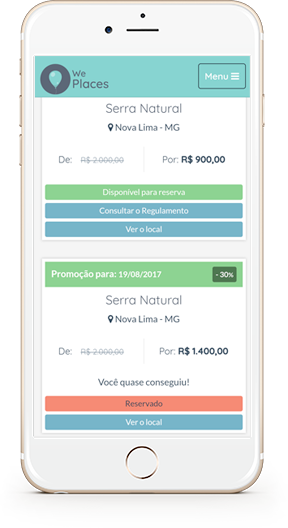 We
Places
Menu
Serra Natural
Nova Lima - MG
De: R$ 2.000,00 Por: R$ 900,00
Disponível para reserva
Consultar o Regulamento
Ver o local
Promoção para: 19/08/2017 - 30%
Serra Natural
Nova Lima - MG
De: R$ 2.000,00 Por: R$ 1.400,00
Você quase conseguiu!
Reservado
Ver o local